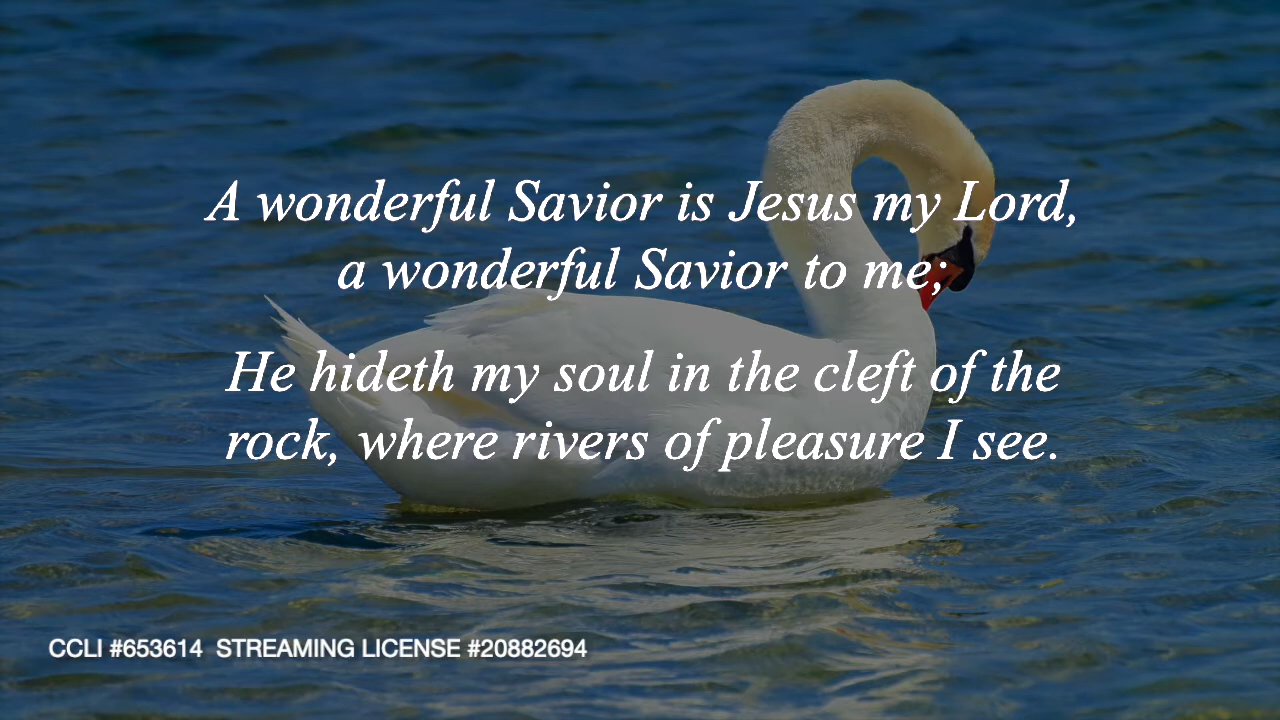 A wonderful Savior is Jesus my Lord,
a wonderful Savior to me;
He hideth my soul in the cleft of the
rock, where rivers of pleasure I see.
CCLI #653614 STREAMING LICENSE #20882694